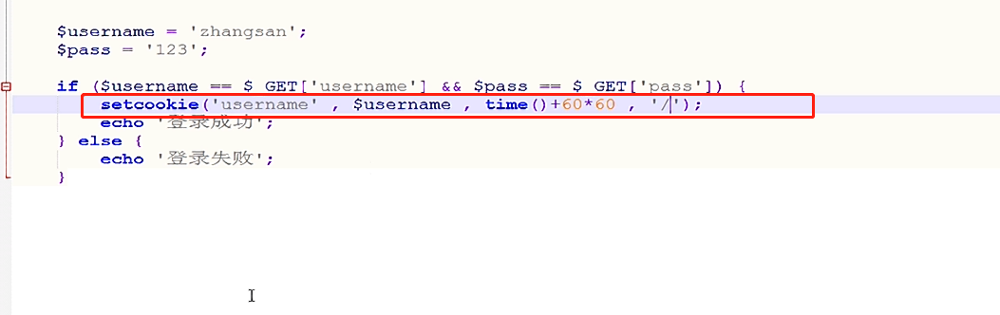 $username = 'zhangsan';
$pass = '123';
if ($username == $_GET['username'] && $pass == $_GET['pass']) {
setcookie('username' , $username , time()+60*60 , '/');
echo '登录成功';
} else {
echo '登录失败';
}